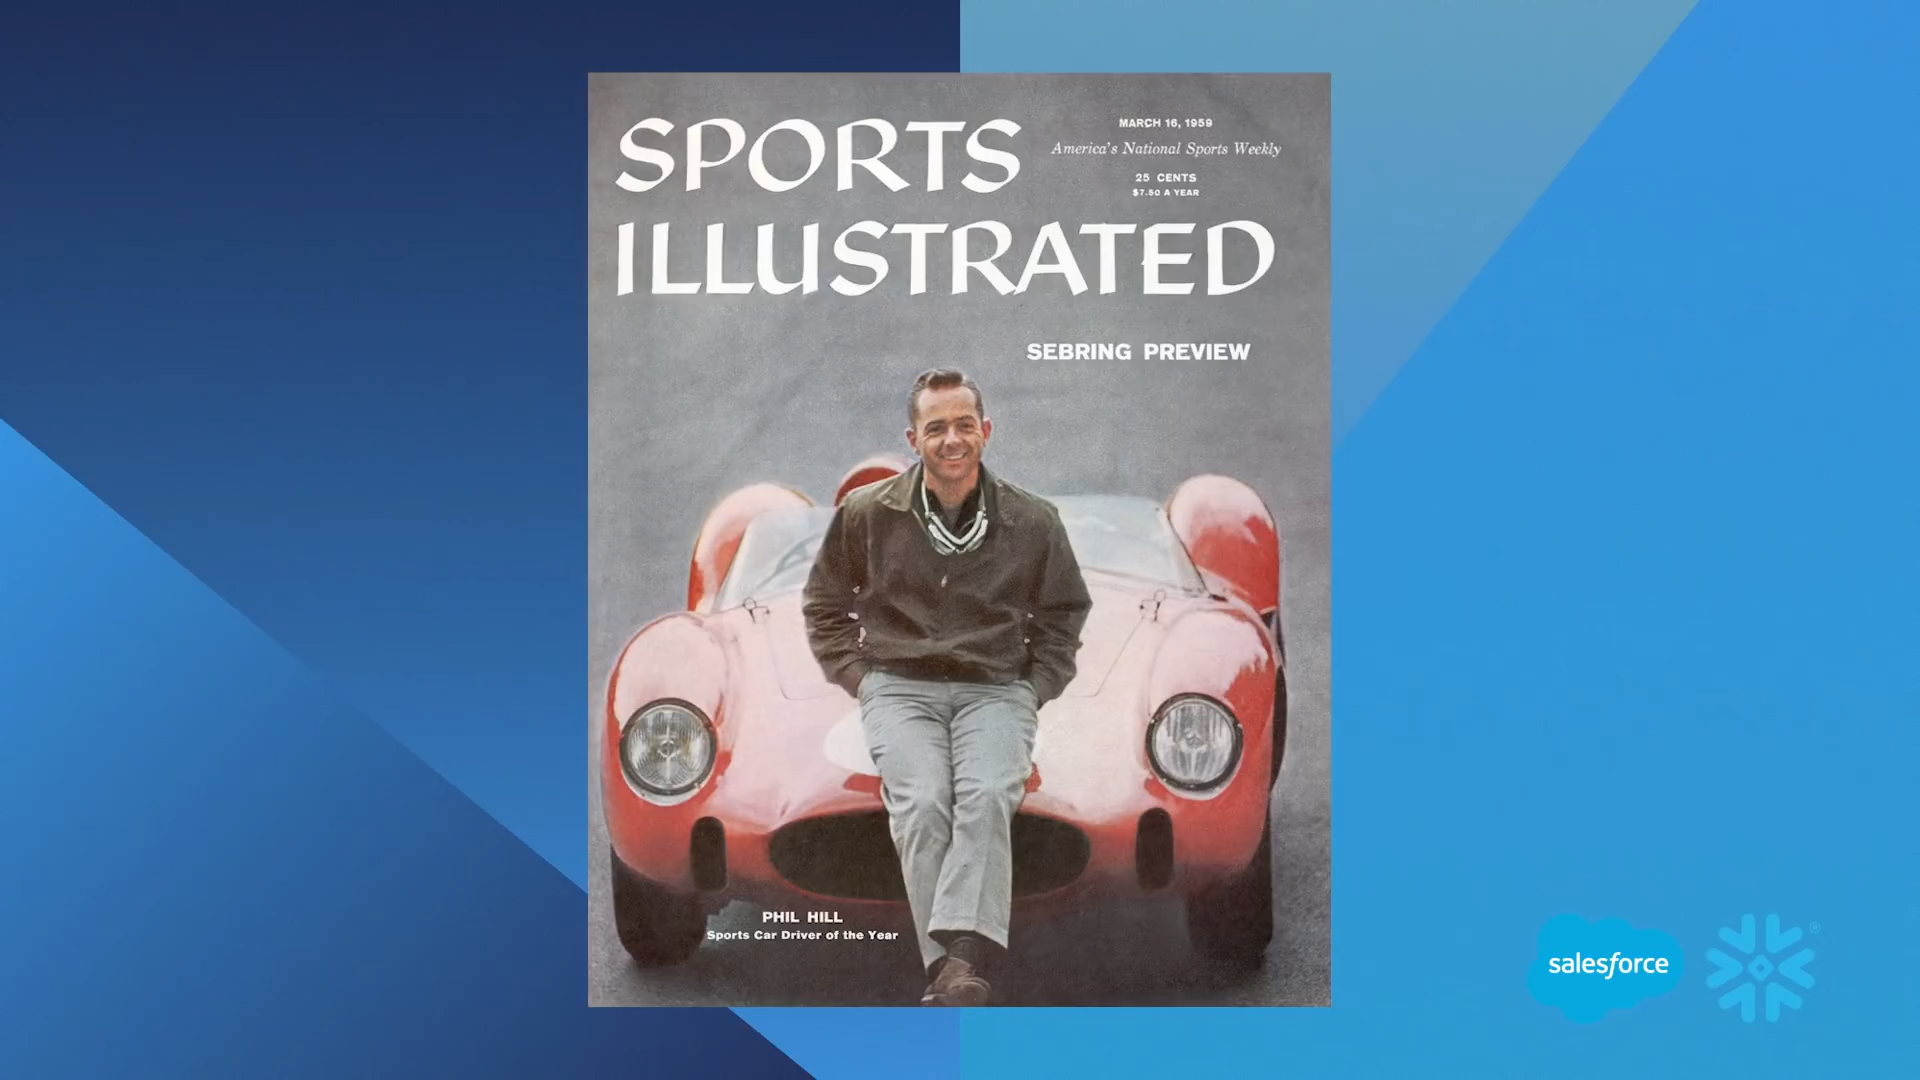 SPORTS
ILLUSTRATED
MARCH 16, 1959
America's National Sports Weekly
25 CENTS
$7.50 A YEAR
SEBRING PREVIEW
PHIL HILL
Sports Car Driver of the Year
salesforce